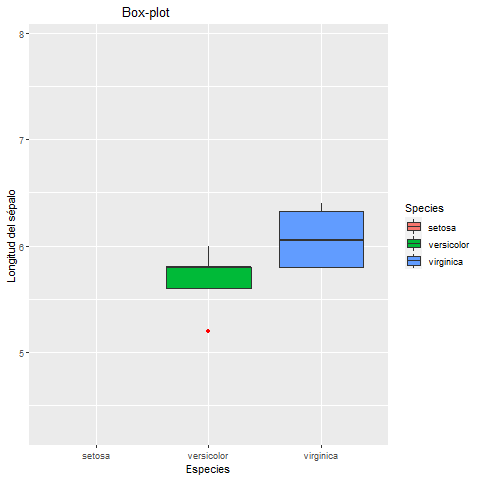 Box-plot
8
7
6
5
Longitud del sépalo
setosa versicolor virginica
Especies
Species
setosa
versicolor
virginica